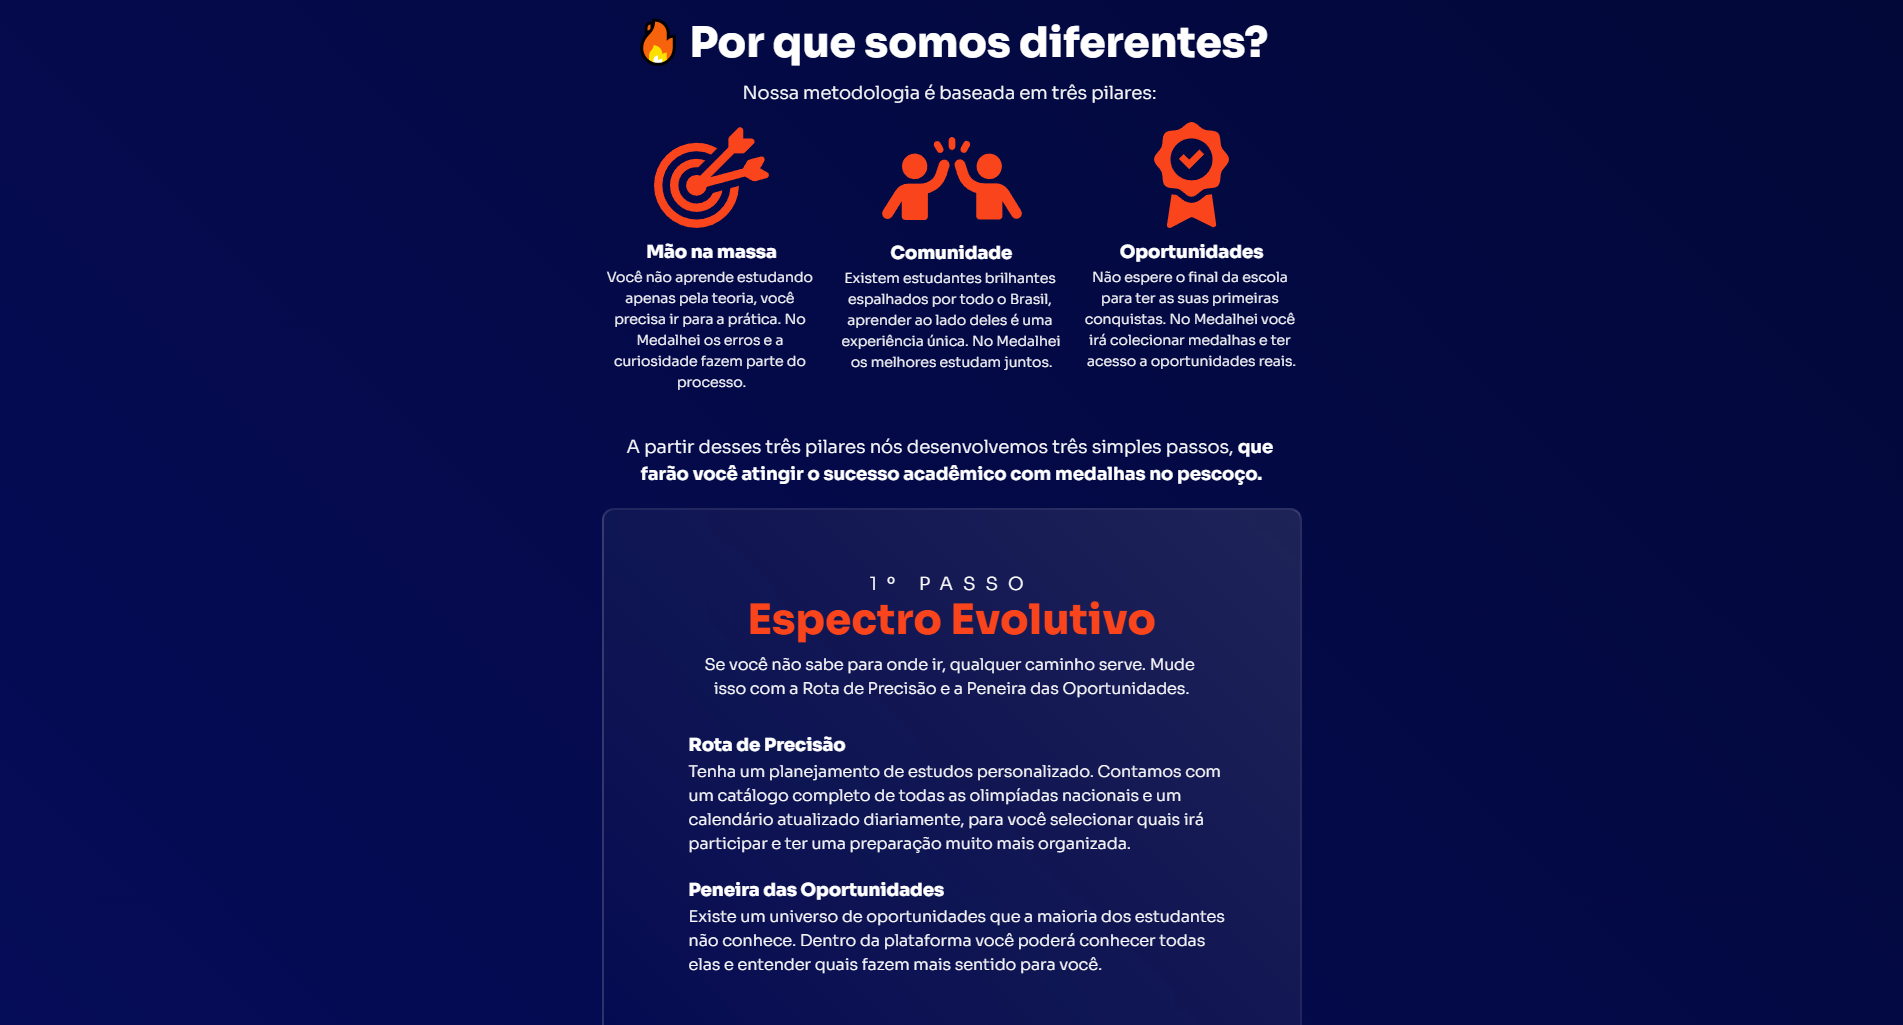 Por que somos diferentes?
Nossa metodologia é baseada em três pilares:
Mão na massa
Você não aprende estudando
apenas pela teoria, você
precisa ir para a prática. No
Medalhei os erros e a
curiosidade fazem parte do
processo.
Comunidade
Existem estudantes brilhantes
espalhados por todo o Brasil,
aprender ao lado deles é uma
experiência única. No Medalhei
os melhores estudam juntos.
Oportunidades
Não espere o final da escola
para ter as suas primeiras
conquistas. No Medalhei você
irá colecionar medalhas e ter
acesso a oportunidades reais.
A partir desses três pilares nós desenvolvemos três simples passos, que
farão você atingir o sucesso acadêmico com medalhas no pescoço.
1º PASSO
Espectro Evolutivo
Se você não sabe para onde ir, qualquer caminho serve. Mude
isso com a Rota de Precisão e a Peneira das Oportunidades.
Rota de Precisão
Tenha um planejamento de estudos personalizado. Contamos com
um catálogo completo de todas as olimpíadas nacionais e um
calendário atualizado diariamente, para você selecionar quais irá
participar e ter uma preparação muito mais organizada.
Peneira das Oportunidades
Existe um universo de oportunidades que a maioria dos estudantes
não conhece. Dentro da plataforma você poderá conhecer todas
elas e entender quais fazem mais sentido para você.